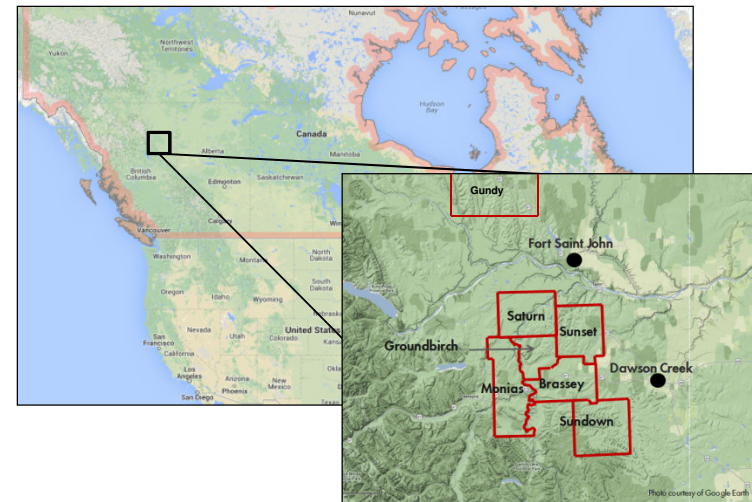 Nunavut
Yukon
Northwest
Territories
Hudson
Bay
Canada
Alberta
Manitoba
British
Columbia
Edmonton
Saskatchewan
Calgary
Vancouver
Washington
Montana
North
Dakota
Oregon
Idaho
Wyoming
South
Dakota
Nebraska
Nevada
Utah
Colorado
United States
San
Francisco
California
Los
Angeles
Arizona
Phoenix
New
Mexico
San Diego
Gundy
Fort Saint John
Saturn
Sunset
Groundbirch
Dawson Creek
Monias
Brassey
Sundown
Photo courtesy of Google Earth